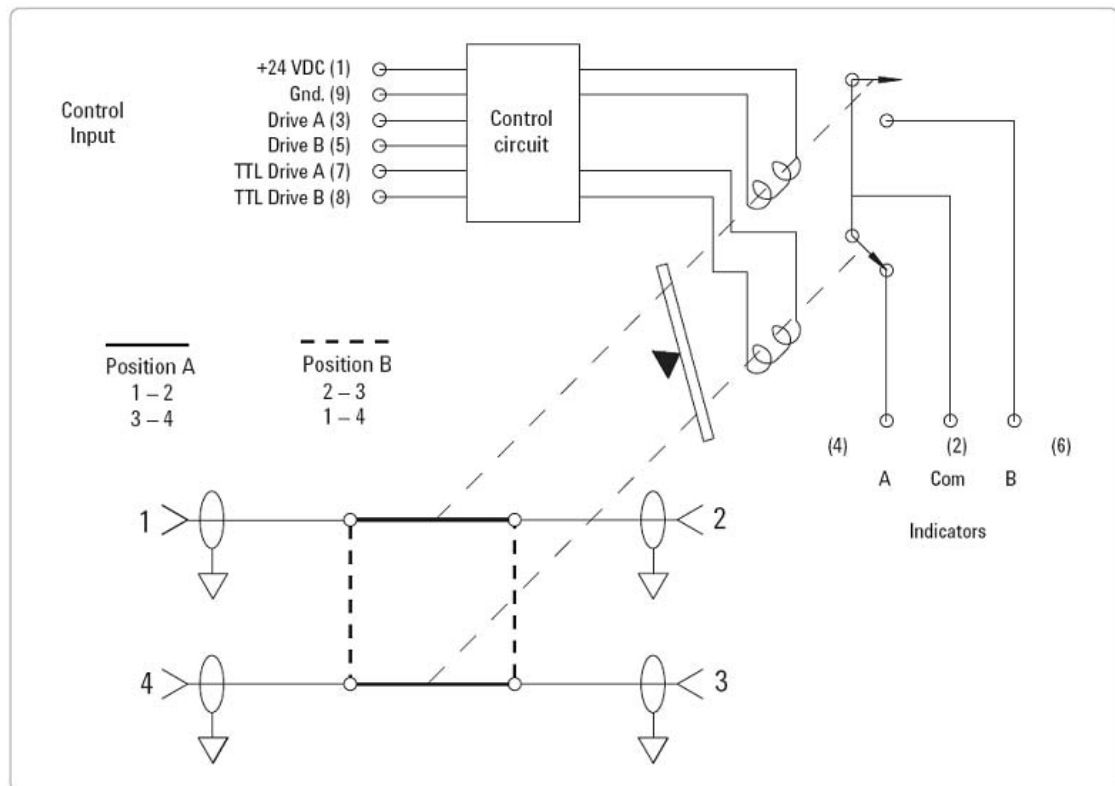 +24 VDC (1)
Gnd. (9)
Drive A (3)
Drive B (5)
TTL Drive A (7)
TTL Drive B (8)
Control
Input
Control
circuit
Position A
1 – 2
3 – 4
Position B
2 – 3
1 – 4
(4) (2) (6)
A Com B
Indicators
1 2
4 3